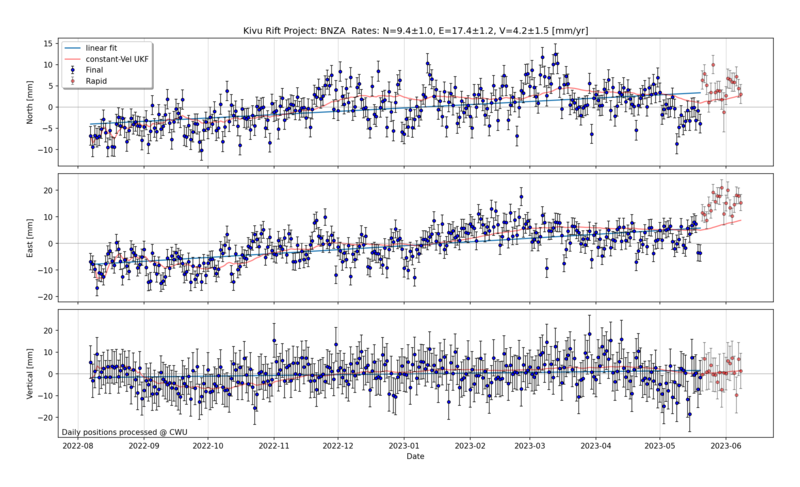 Kivu Rift Project: BNZA  Rates: N=9.4±1.0, E=17.4±1.2, V=4.2±1.5 [mm/yr]
linear fit
constant-Vel UKF
Final
Rapid
North [mm]
15
10
5
0
−5
−10
East [mm]
20
10
0
−10
−20
Vertical [mm]
20
10
0
−10
−20
Daily positions processed @ CWU
2022-08 2022-09 2022-10 2022-11 2022-12 2023-01 2023-02 2023-03 2023-04 2023-05 2023-06
Date